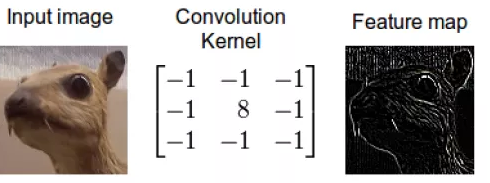 Input image
Convolution
Kernel
Feature map
−1 −1 −1
−1 8 −1
−1 −1 −1